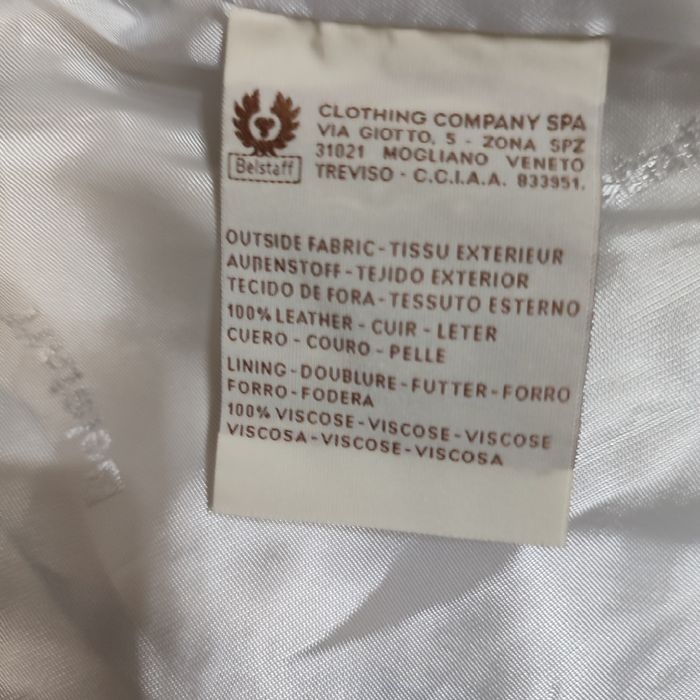 Belstaff
CLOTHING COMPANY SPA
VIA GIOTTO, 5 - ZONA SPZ
31021 MOGLIANO VENETO
TREVISO - C.C.I.A.A. 833951.
OUTSIDE FABRIC-TISSU EXTERIEUR
AUßENSTOFF-TEJIDO EXTERIOR
TECIDO DE FORA-TESSUTO ESTERNO
100% LEATHER - CUIR - LETER
CUERO - COURO - PELLE
LINING-DOUBLURE-FUTTER-FORRO
FORRO-FODERA
100% VISCOSE-VISCOSE-VISCOSE
VISCOSA-VISCOSE-VISCOSA